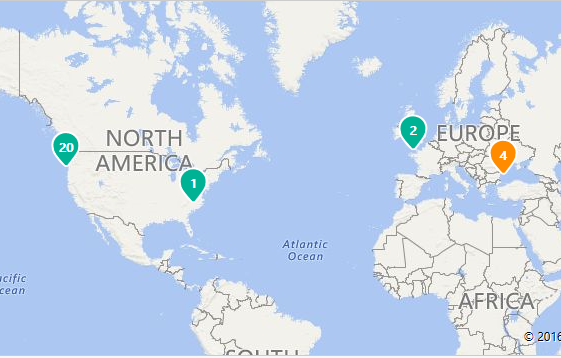 2
20
EUROPE
NORTH
AMERICA
4
1
Atlantic
Ocean
acific
cean
AFRICA
SOUTH
© 2016